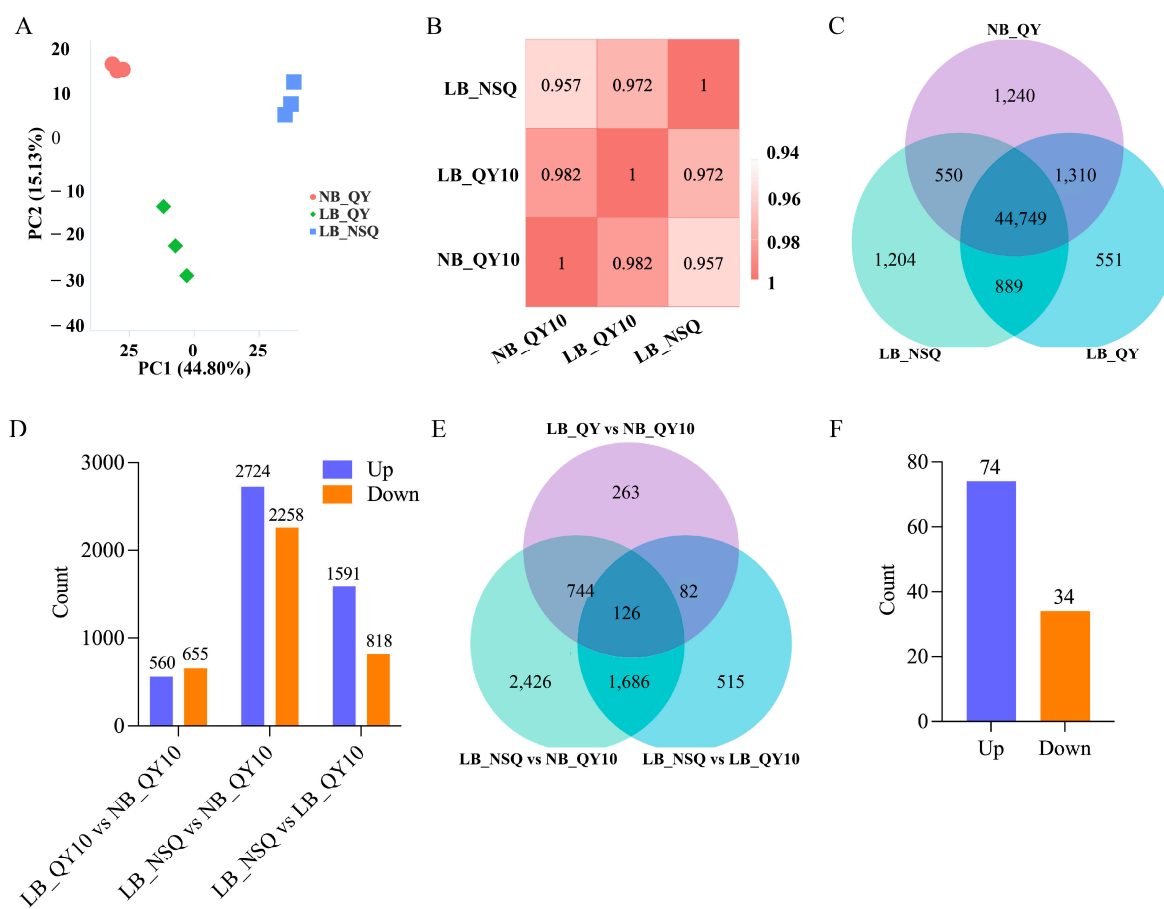 A
20
10
0
−10
−20
−30
−40
PC2 (15.13%)
25
0
25
PC1 (44.80%)
NB_QY
LB_QY
LB_NSQ
B
LB_NSQ
0.957
0.972
1
LB_QY10
0.982
1
0.972
NB_QY10
1
0.982
0.957
NB_QY10
LB_QY10
LB_NSQ
0.94
0.96
0.98
1
C
NB_QY
1,240
550
1,310
44,749
1,204
551
889
LB_NSQ
LB_QY
D
Count
3000
2000
1000
0
Up
Down
560
655
2724
2258
1591
818
LB_QY10 vs NB_QY10
LB_NSQ vs NB_QY10
LB_NSQ vs LB_QY10
E
LB_QY vs NB_QY10
263
744
82
126
2,426
1,686
515
LB_NSQ vs NB_QY10
LB_NSQ vs LB_QY10
F
Count
80
60
40
20
0
74
34
Up
Down